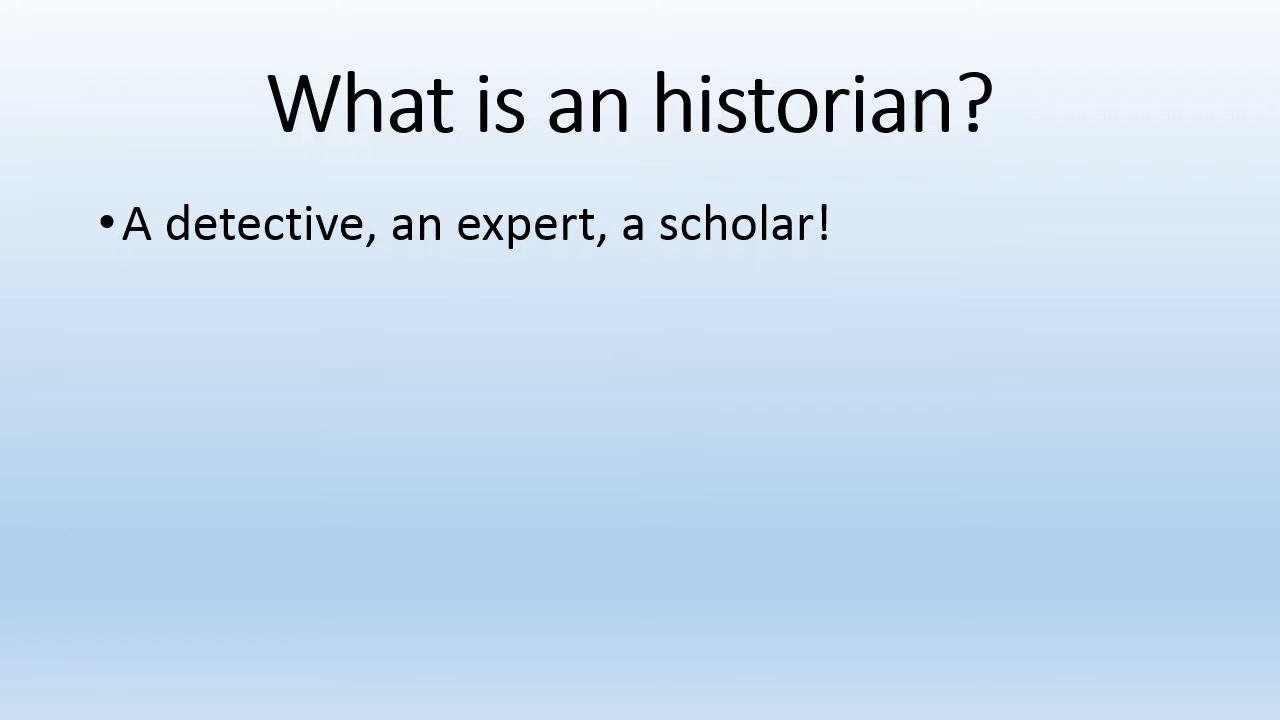 What is an historian?
•A detective, an expert, a scholar!